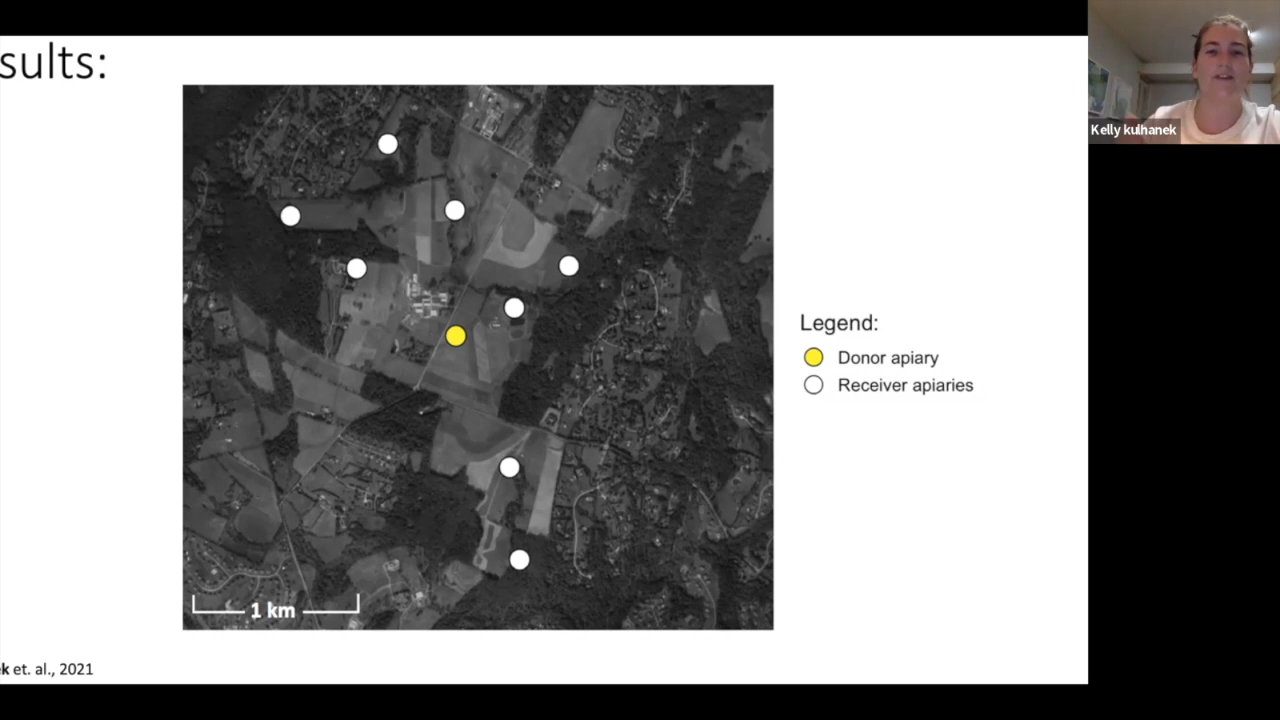 sults:
Kelly kulhanek
Legend:
Donor apiary
Receiver apiaries
1 km
k et. al., 2021